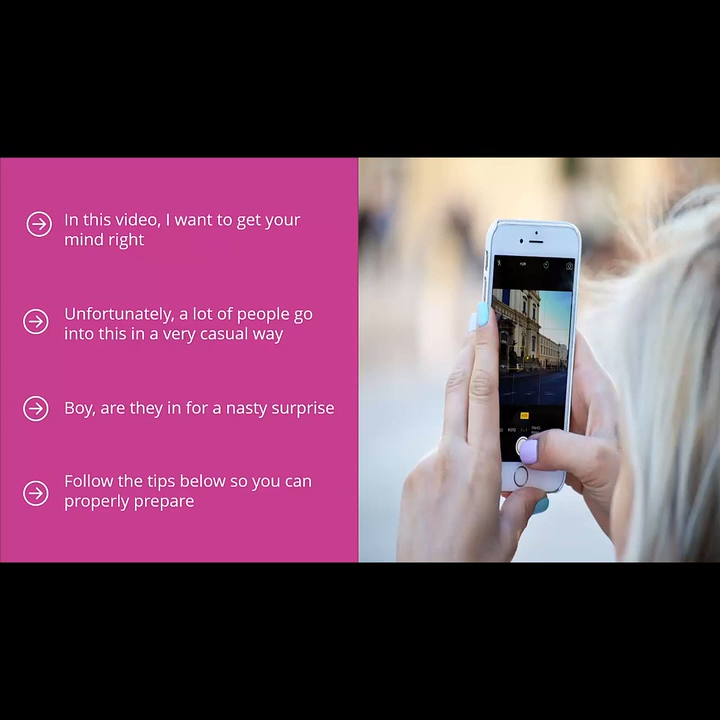 In this video, I want to get your
mind right
Unfortunately, a lot of people go
into this in a very casual way
Boy, are they in for a nasty surprise
Follow the tips below so you can
properly prepare